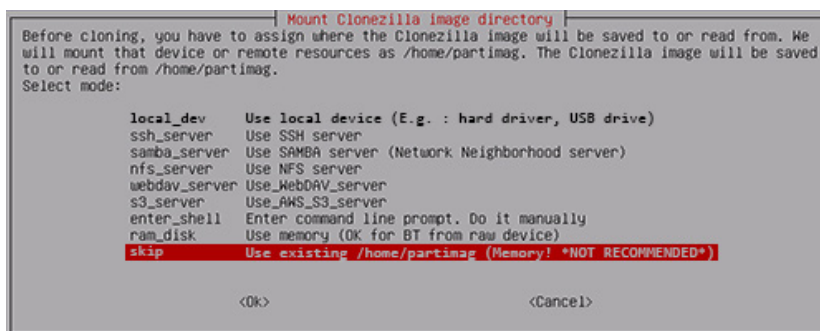 Mount Clonezilla image directory
Before cloning, you have to assign where the Clonezilla image will be saved to or read from. We
will mount that device or remote resources as /home/partimag. The Clonezilla image will be saved
to or read from /home/partimag.
Select mode:
local_dev Use local device (E.g. : hard driver, USB drive)
ssh_server Use SSH server
samba_server Use SAMBA server (Network Neighborhood server)
nfs_server Use NFS server
webdav_server Use_WebDAV_server
s3_server Use_AWS_S3_server
enter_shell Enter command line prompt. Do it manually
ram_disk Use memory (OK for BT from raw device)
skip Use existing /home/partimag (Memory! *NOT RECOMMENDED*)
<Ok> <Cancel>